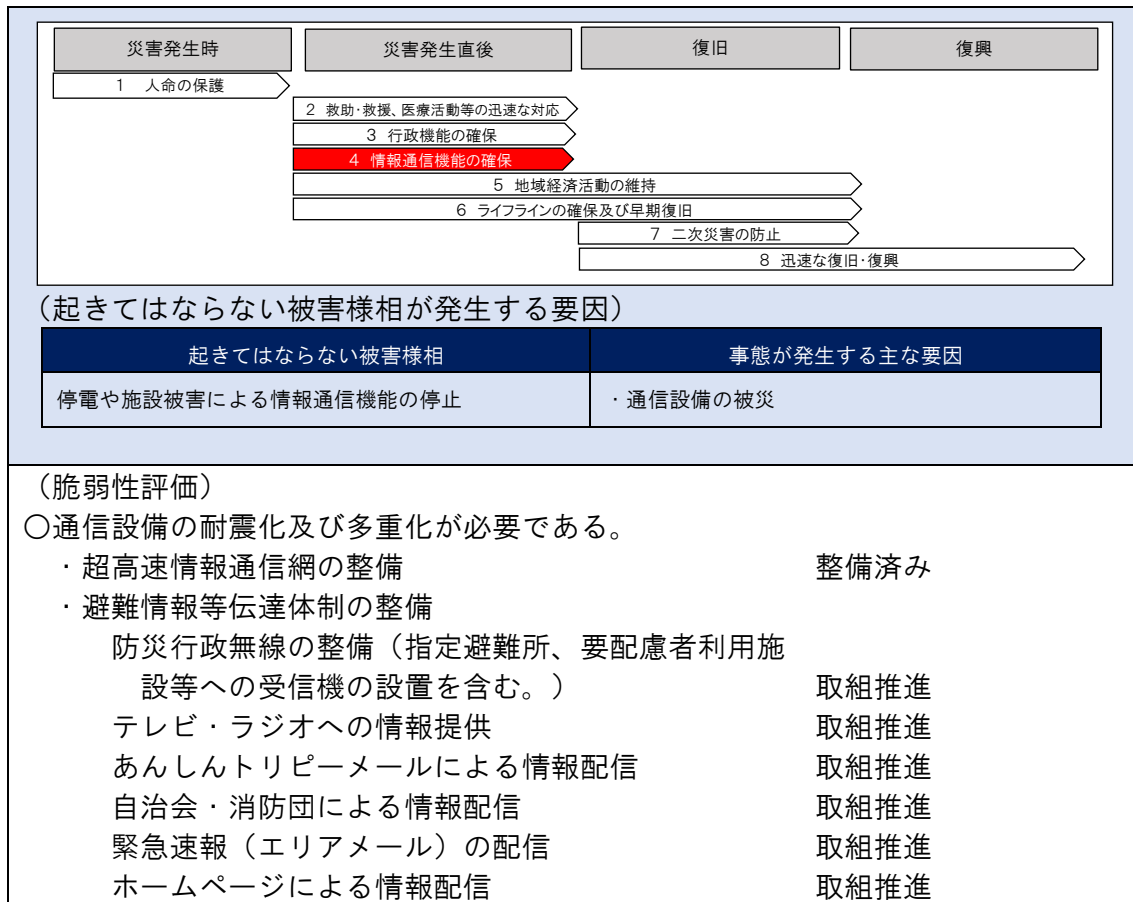 災害発生時 災害発生直後 復旧 復興
1 人命の保護
2 救助・救援、医療活動等の迅速な対応
3 行政機能の確保
4 情報通信機能の確保
5 地域経済活動の維持
6 ライフラインの確保及び早期復旧
7 二次災害の防止
8 迅速な復旧・復興
（起きてはならない被害様相が発生する要因）
起きてはならない被害様相 事態が発生する主な要因
停電や施設被害による情報通信機能の停止 ・通信設備の被災
（脆弱性評価）
○通信設備の耐震化及び多重化が必要である。
・超高速情報通信網の整備 整備済み
・避難情報等伝達体制の整備
防災行政無線の整備（指定避難所、要配慮者利用施
設等への受信機の設置を含む。） 取組推進
テレビ・ラジオへの情報提供 取組推進
あんしんトリピーメールによる情報配信 取組推進
自治会・消防団による情報配信 取組推進
緊急速報（エリアメール）の配信 取組推進
ホームページによる情報配信 取組推進